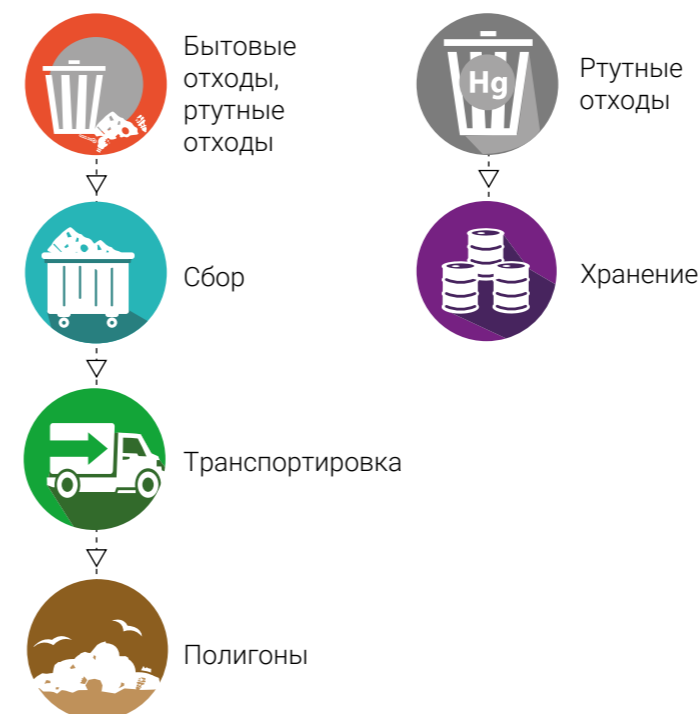 Бытовые
отходы,
ртутные
отходы
Сбор
Транспортировка
Полигоны
Hg
Ртутные
отходы
Хранение